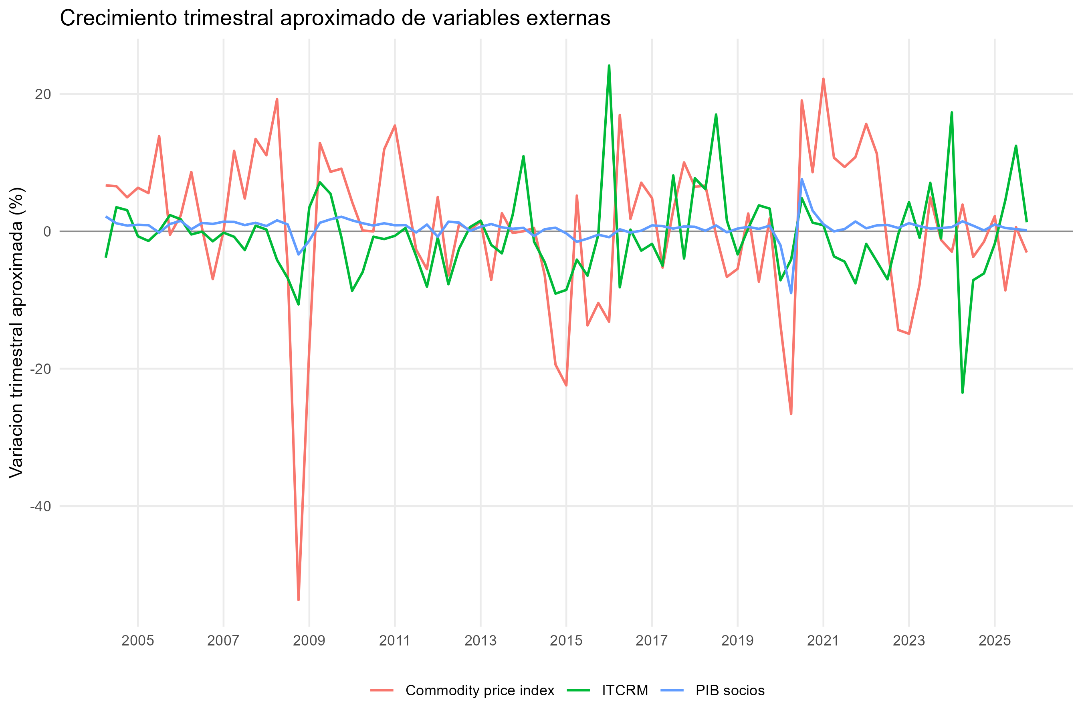 Crecimiento trimestral aproximado de variables externas
Variacion trimestral aproximada (%)
20
0
-20
-40
2005 2007 2009 2011 2013 2015 2017 2019 2021 2023 2025
Commodity price index ITCRM PIB socios